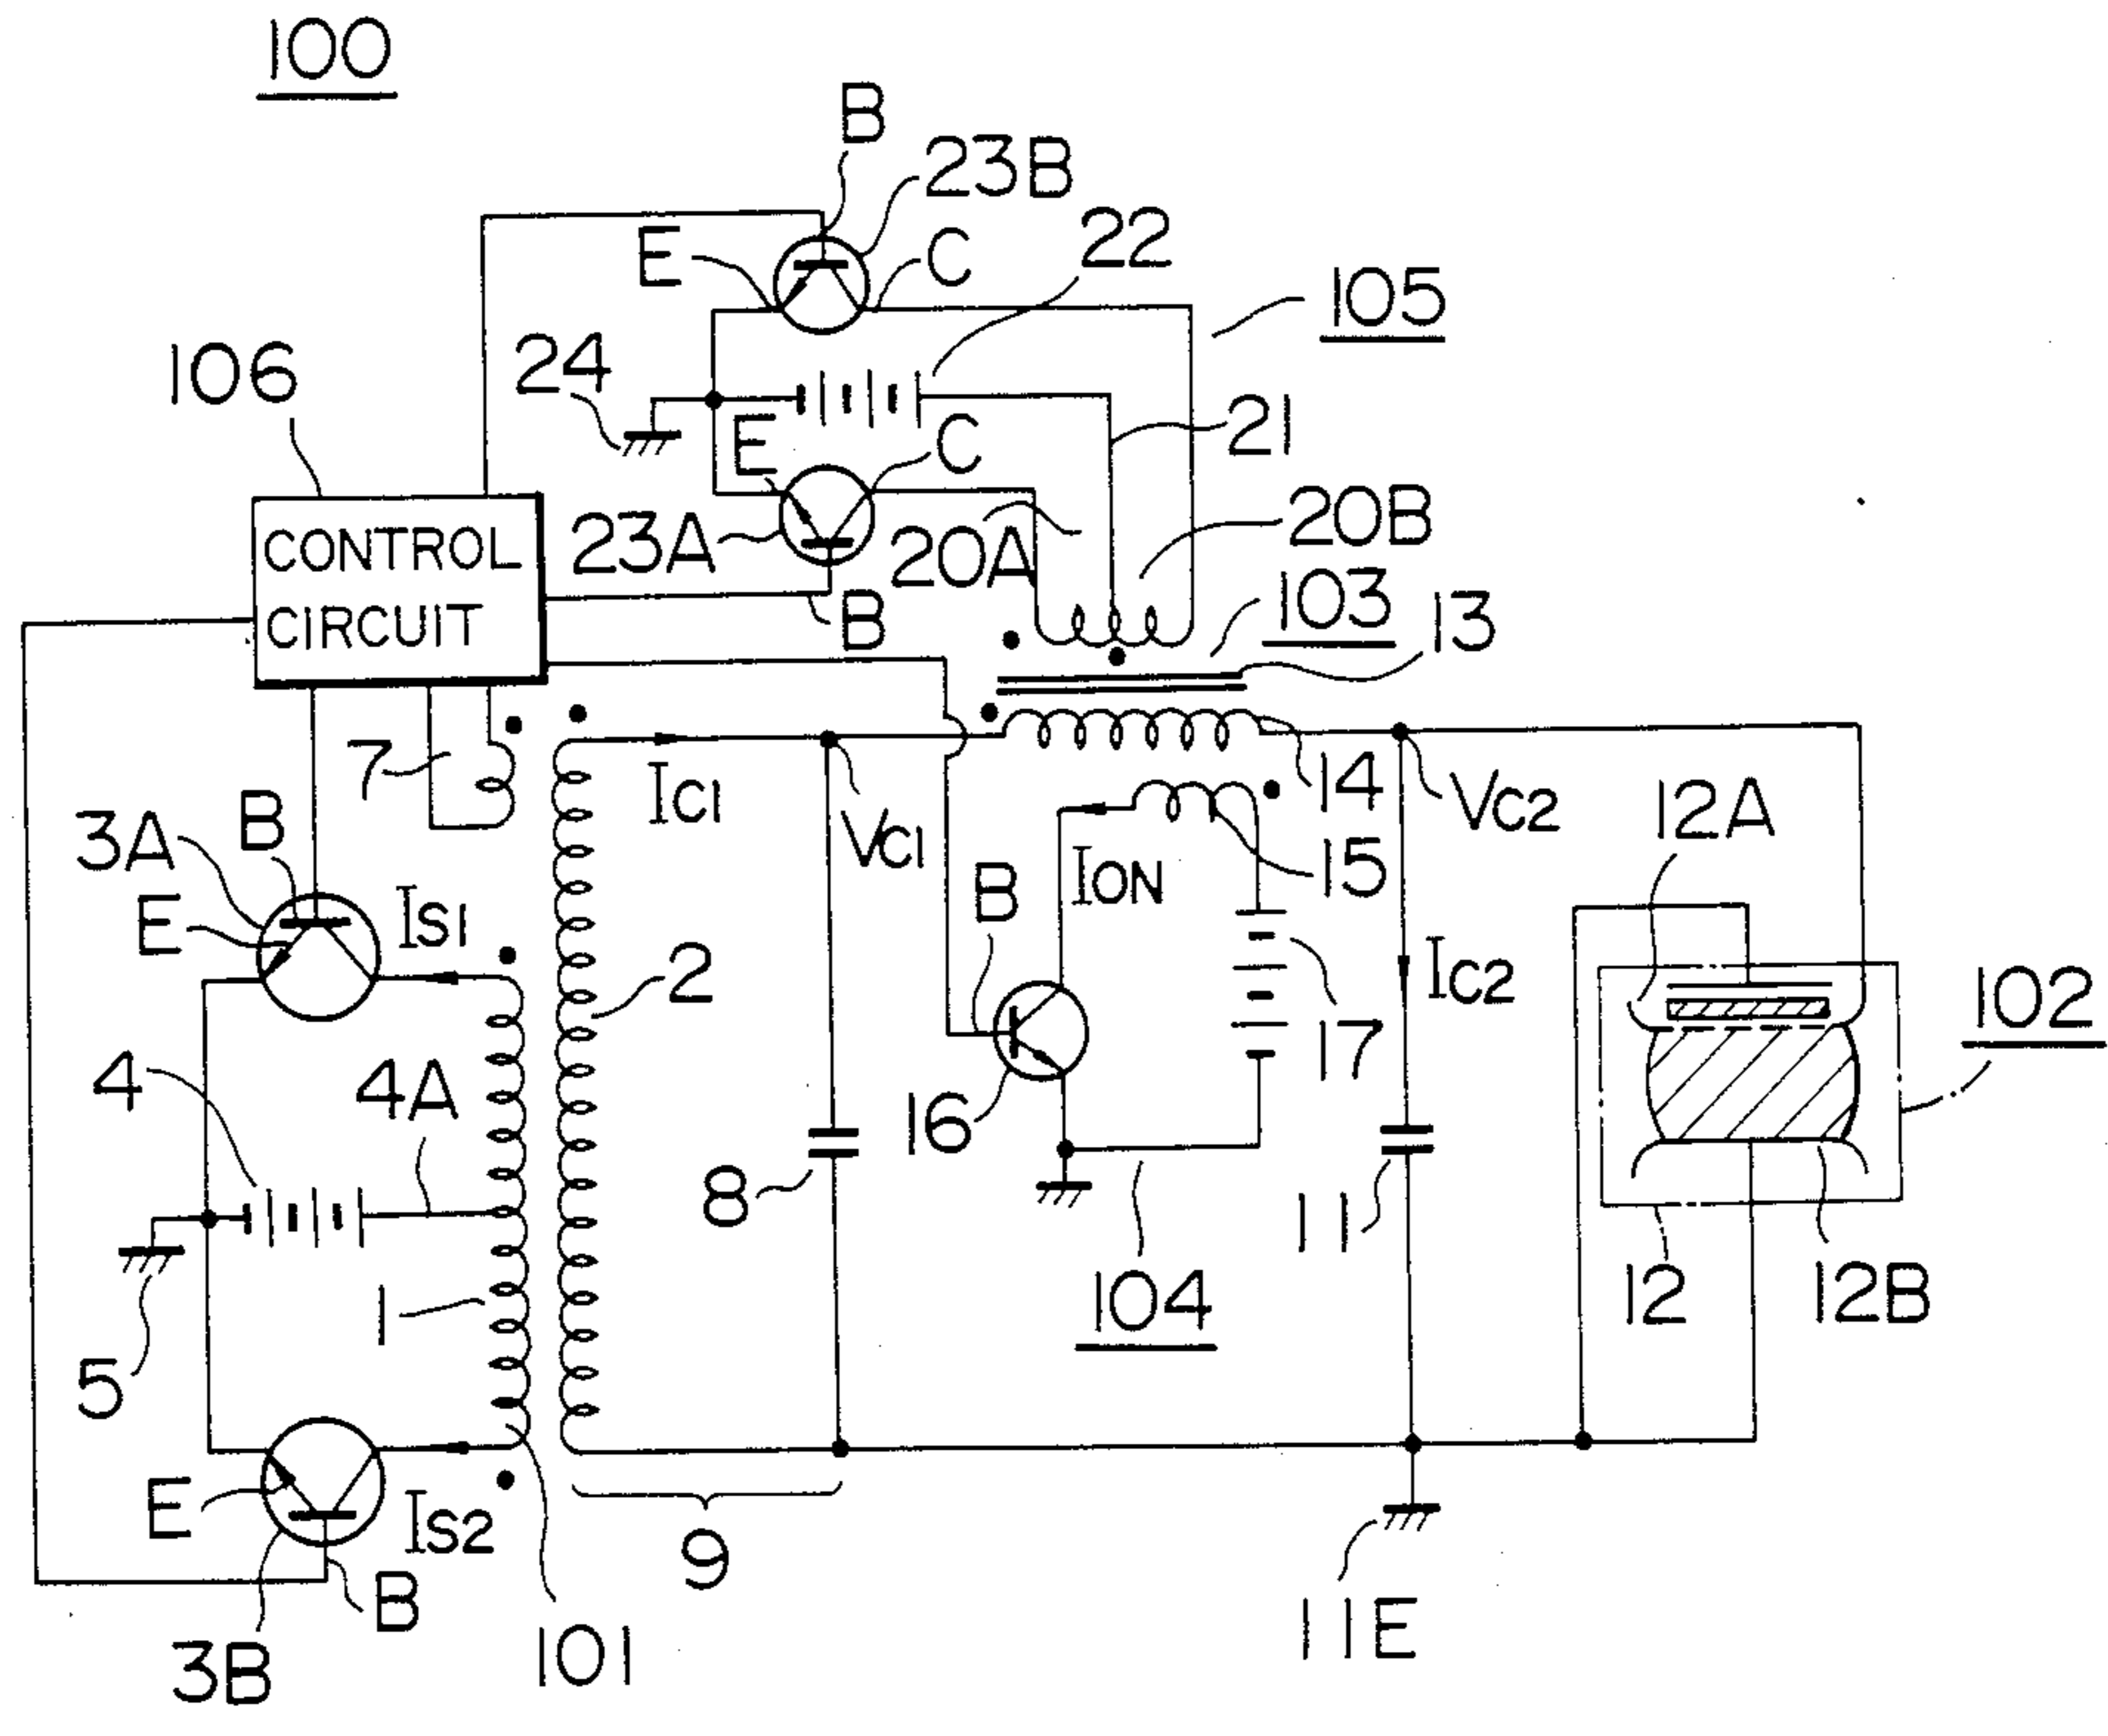 100
B
23B
E
C
22
105
106
24
E
C
21
23A
20A
20B
CONTROL
CIRCUIT
B
103
13
7
IC1
VC1
14
VC2
12A
3A
B
E
IS1
B
ION
15
2
IC2
102
4
4A
17
16
8
11
104
12
12B
1
5
E
IS2
9
B
3B
101
11E